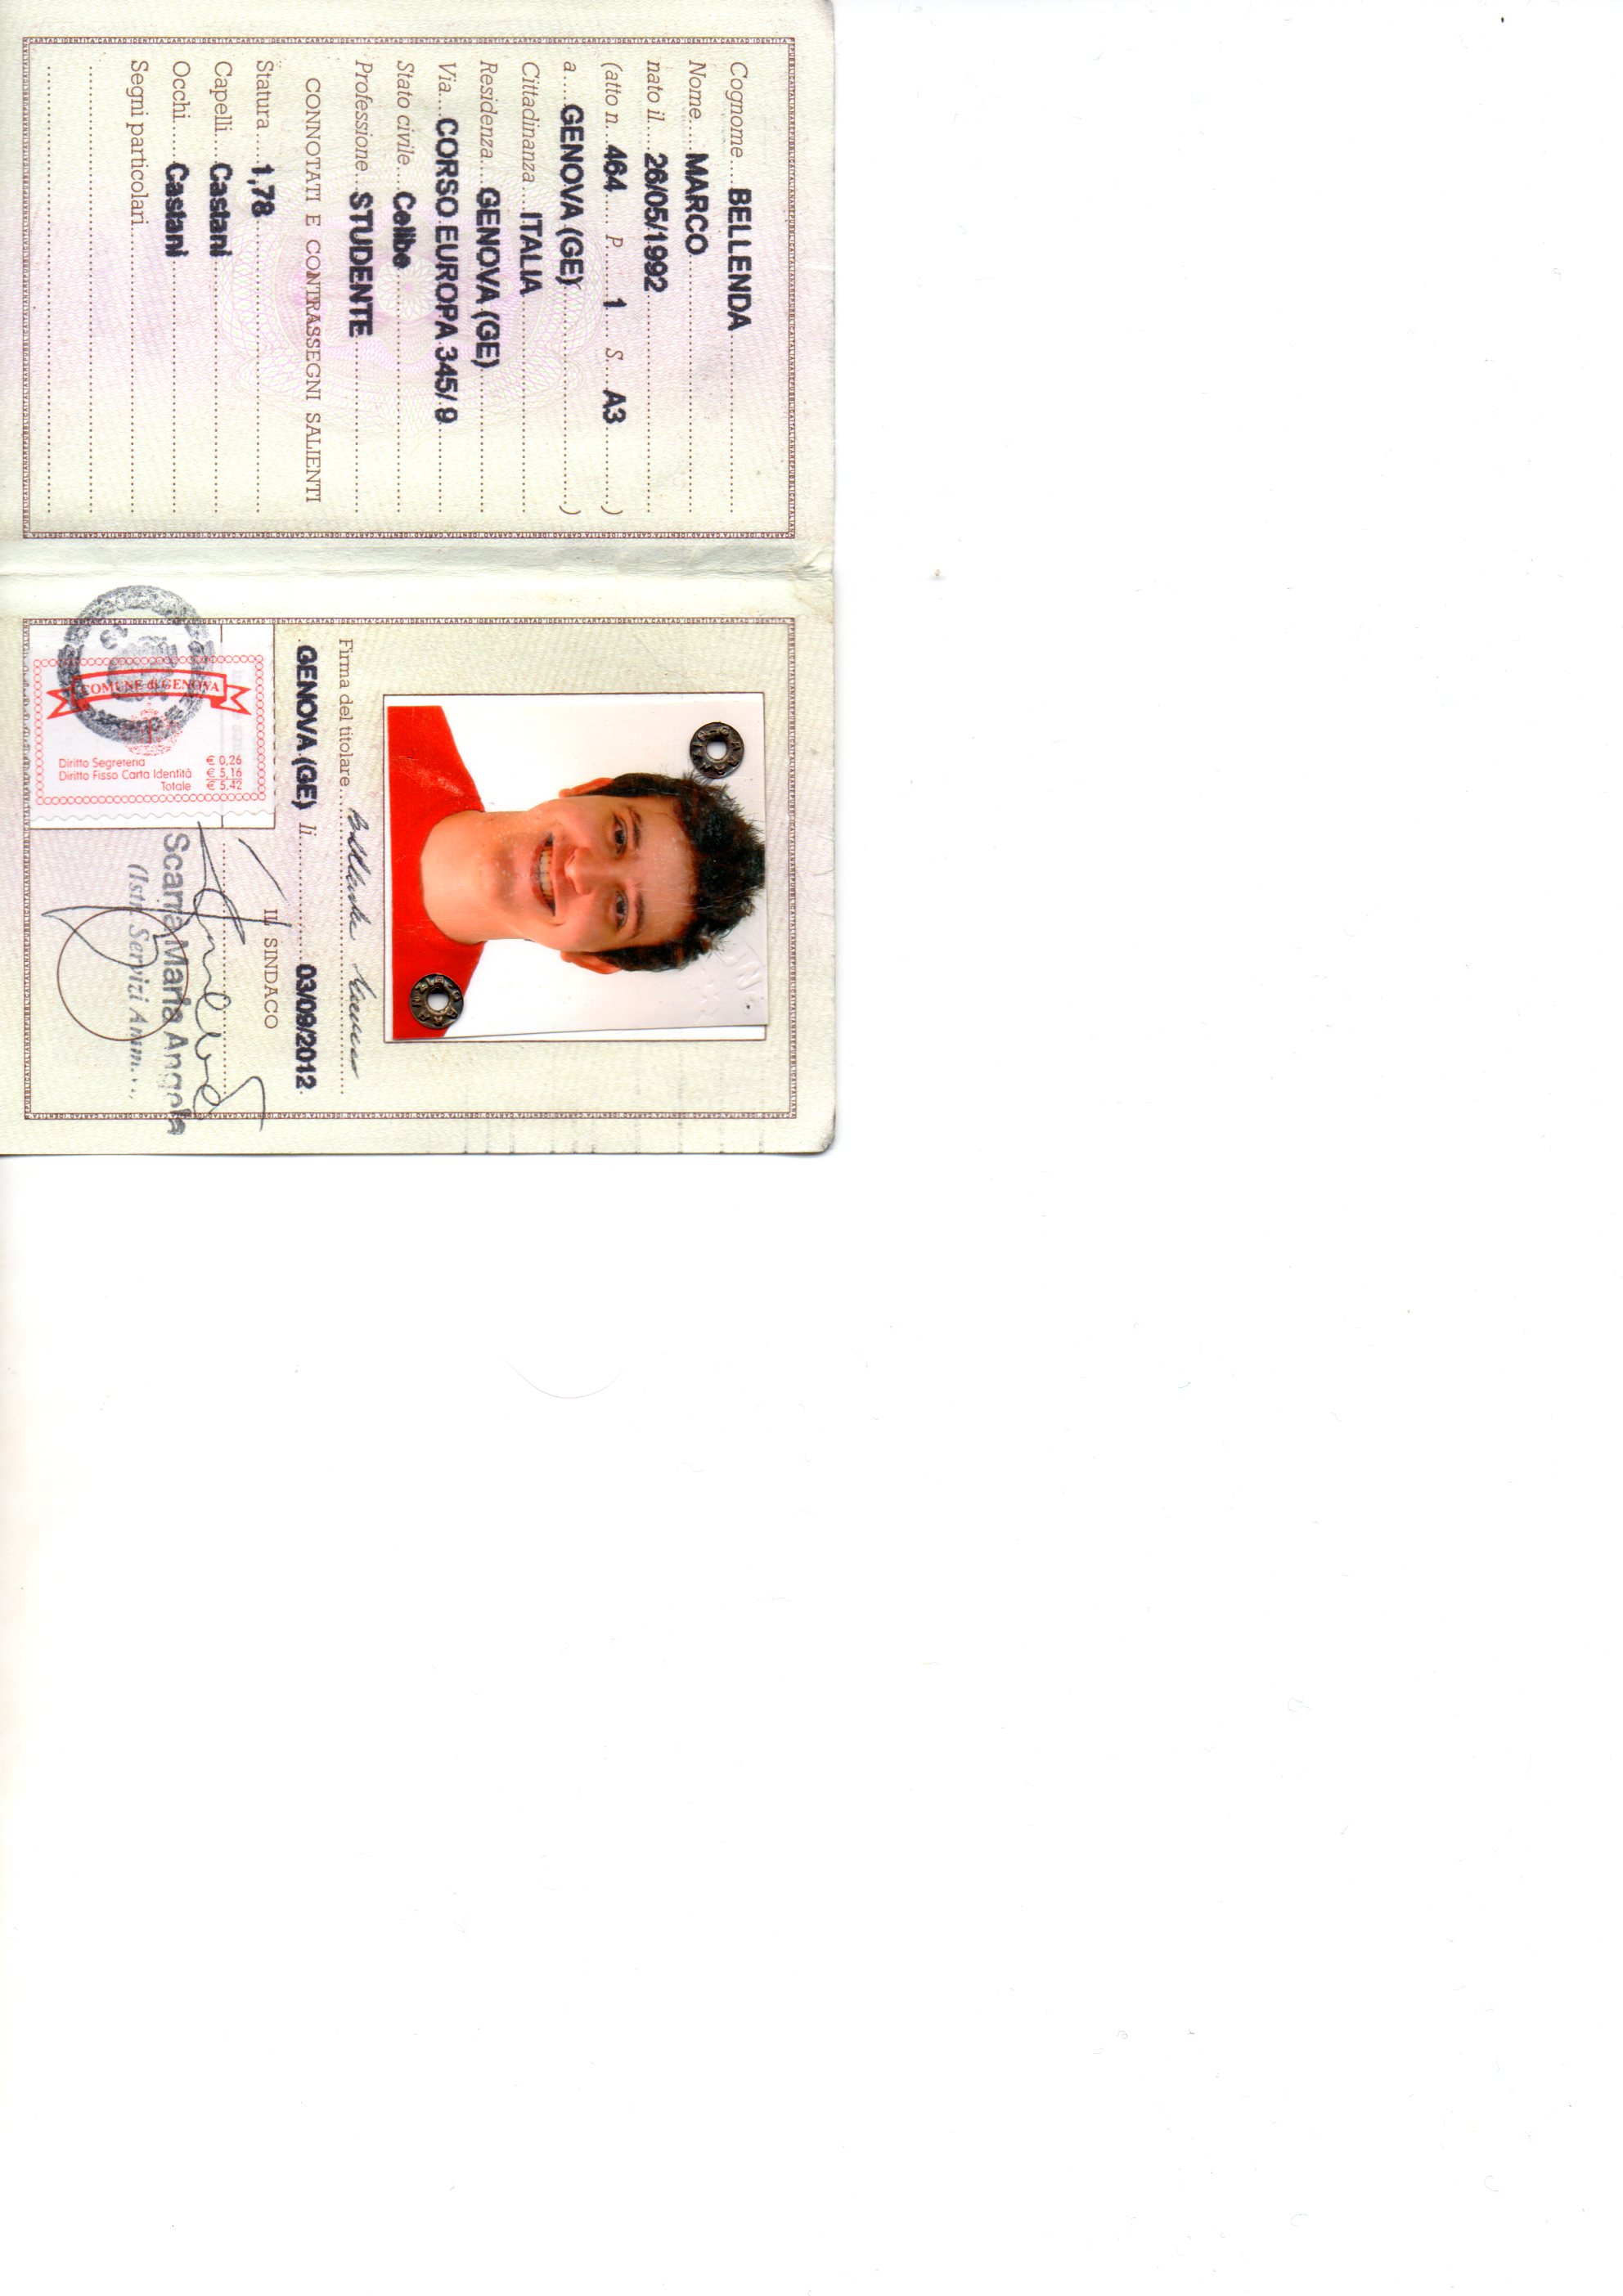 Cognome BELLENDA
Nome MARCO
nato il 26/05/1992
(atto n. 464 P. 1 S. A3 )
a GENOVA (GE) )
Cittadinanza ITALIA
Residenza GENOVA (GE)
Via CORSO EUROPA 345/ 9
Stato civile Celibe
Professione STUDENTE
CONNOTATI E CONTRASSEGNI SALIENTI
Statura 1,78
Capelli Castani
Occhi Castani
Segni particolari
Firma del titolare Bellenda Marco
GENOVA (GE) li 03/09/2012
IL SINDACO
COMUNE di GENOVA
Diritto Segreteria € 0,26
Diritto Fisso Carta Identità € 5,16
Totale € 5,42
Maria Angela
Servizi